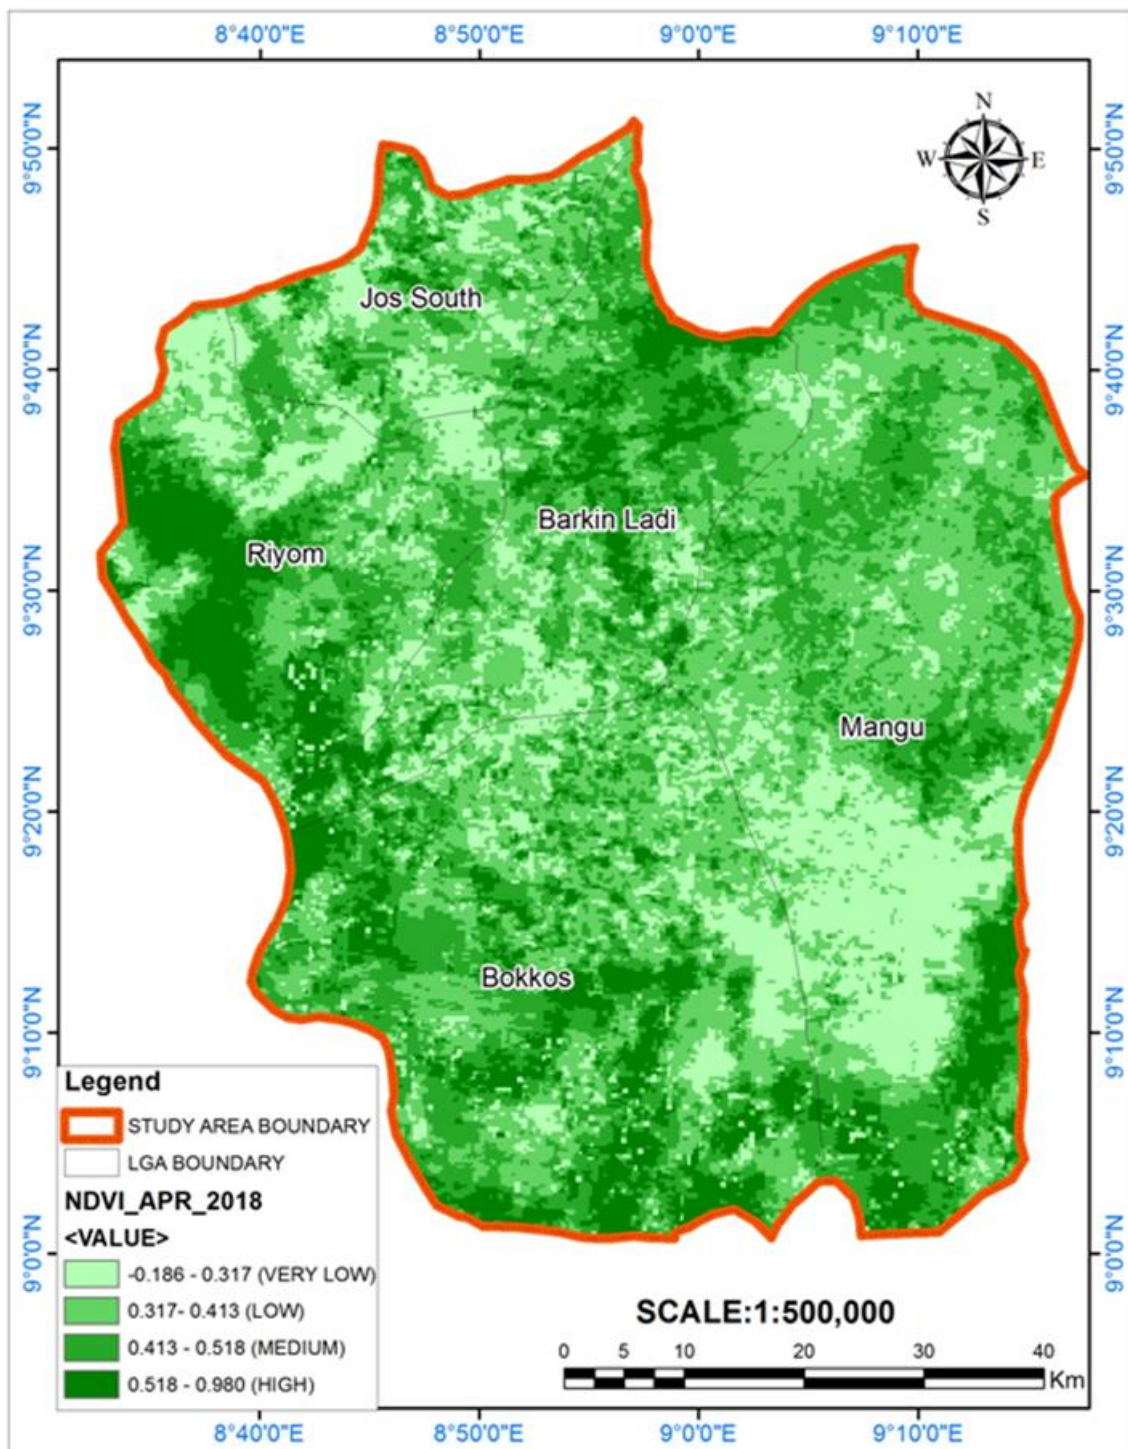 8°40'0"E 8°50'0"E 9°0'0"E 9°10'0"E
N
W E
S
9°50'0"N 9°50'0"N
Jos South
9°40'0"N 9°40'0"N
Barkin Ladi
Riyom
9°30'0"N 9°30'0"N
Mangu
9°20'0"N 9°20'0"N
Bokkos
9°10'0"N 9°10'0"N
Legend
STUDY AREA BOUNDARY
LGA BOUNDARY
NDVI_APR_2018
<VALUE>
9°0'0"N 9°0'0"N
-0.186 - 0.317 (VERY LOW)
0.317- 0.413 (LOW)
0.413 - 0.518 (MEDIUM)
0.518 - 0.980 (HIGH)
SCALE:1:500,000
0 5 10 20 30 40
Km
8°40'0"E 8°50'0"E 9°0'0"E 9°10'0"E